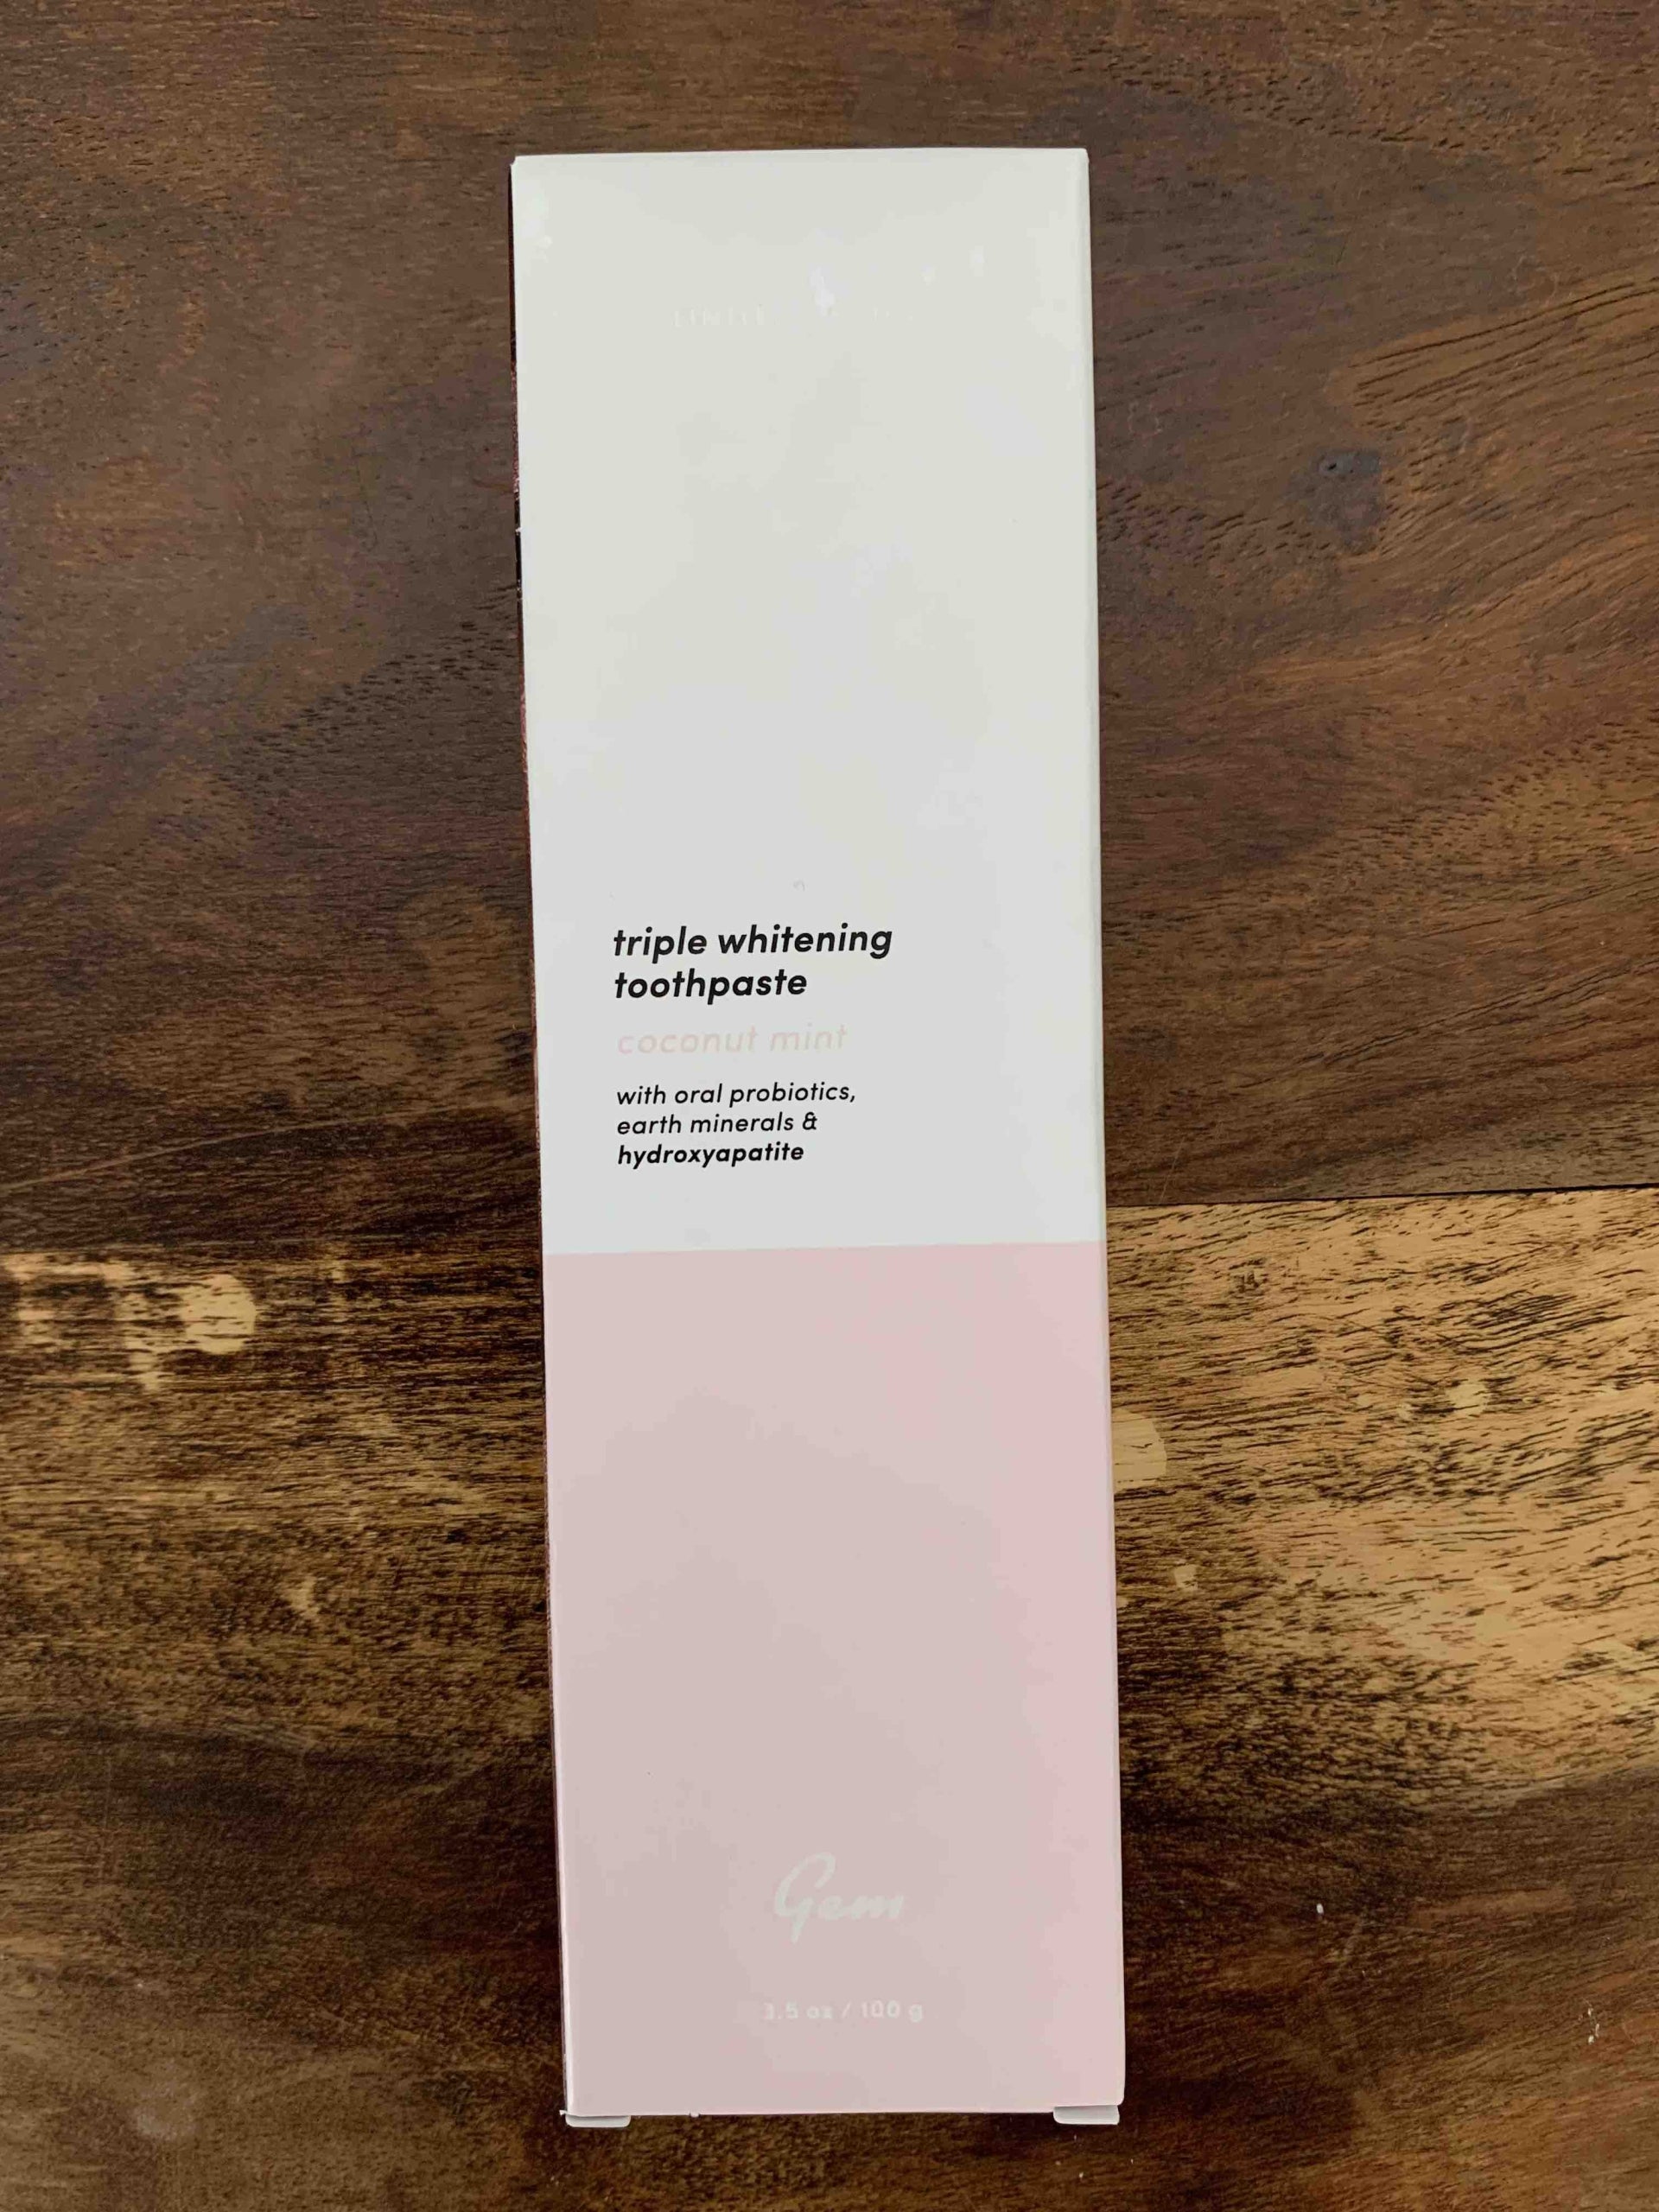 triple whitening
toothpaste
coconut mint
with oral probiotics,
earth minerals &
hydroxyapatite
Gem
3.5 oz / 100 g